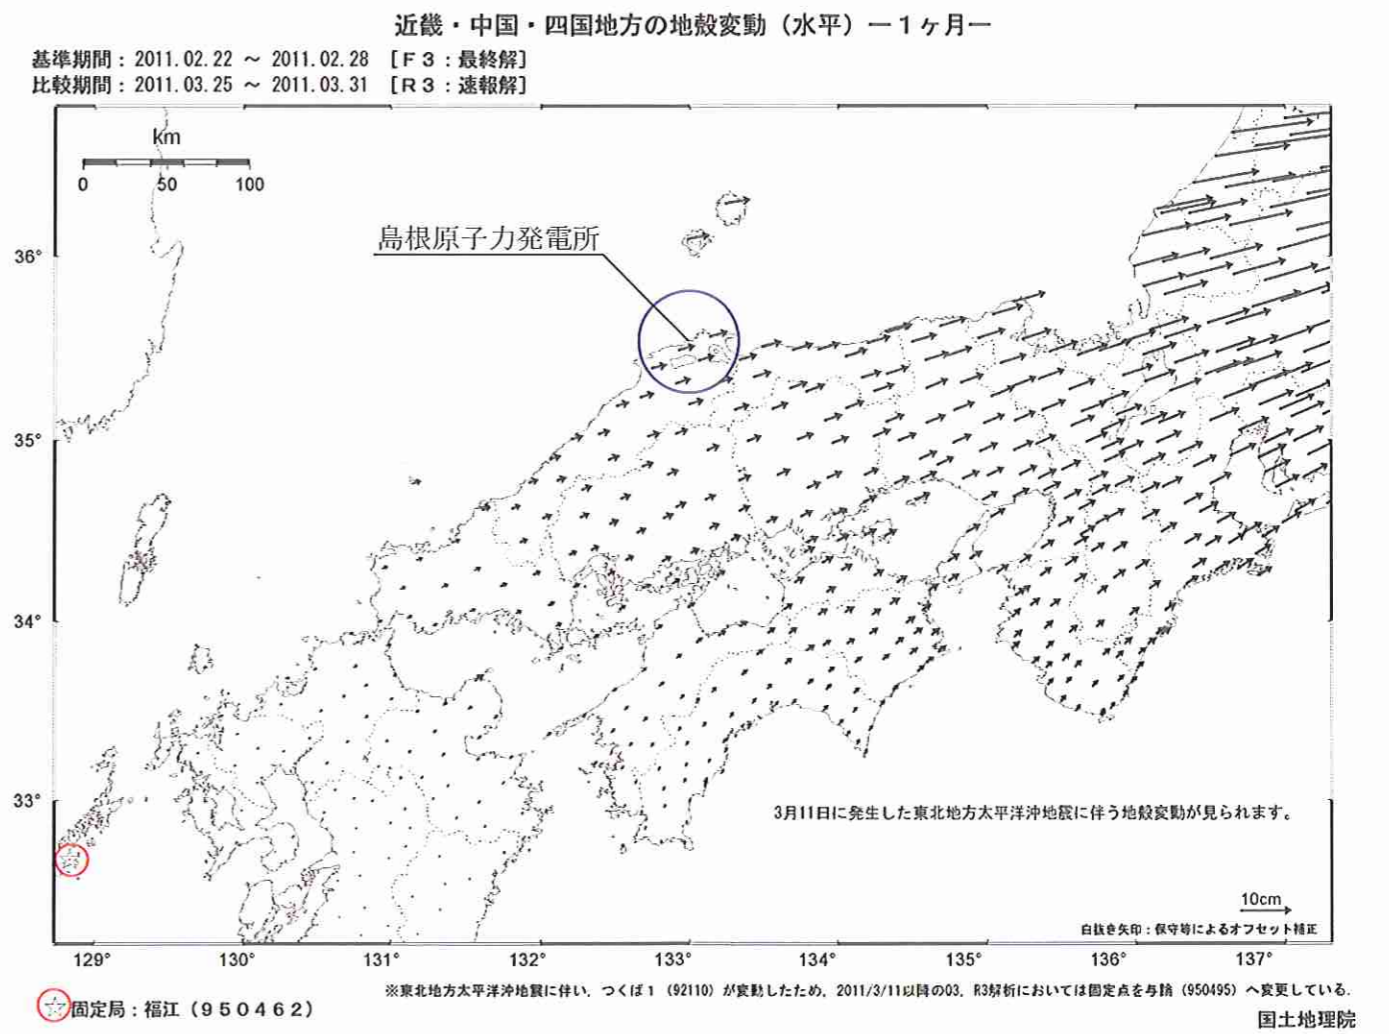 近畿・中国・四国地方の地殻変動（水平）ー１ヶ月ー
基準期間：2011.02.22 ～ 2011.02.28 ［Ｆ３：最終解］
比較期間：2011.03.25 ～ 2011.03.31 ［Ｒ３：速報解］
km
0 50 100
島根原子力発電所
36°
35°
34°
33°
3月11日に発生した東北地方太平洋沖地震に伴う地殻変動が見られます。
10cm
白抜き矢印：保守等によるオフセット補正
129° 130° 131° 132° 133° 134° 135° 136° 137°
☆固定局：福江（９５０４６２）
※東北地方太平洋沖地震に伴い，つくば１（92110）が変動したため，2011/3/11以降のQ3，R3解析においては固定点を与論（950495）へ変更している．
国土地理院